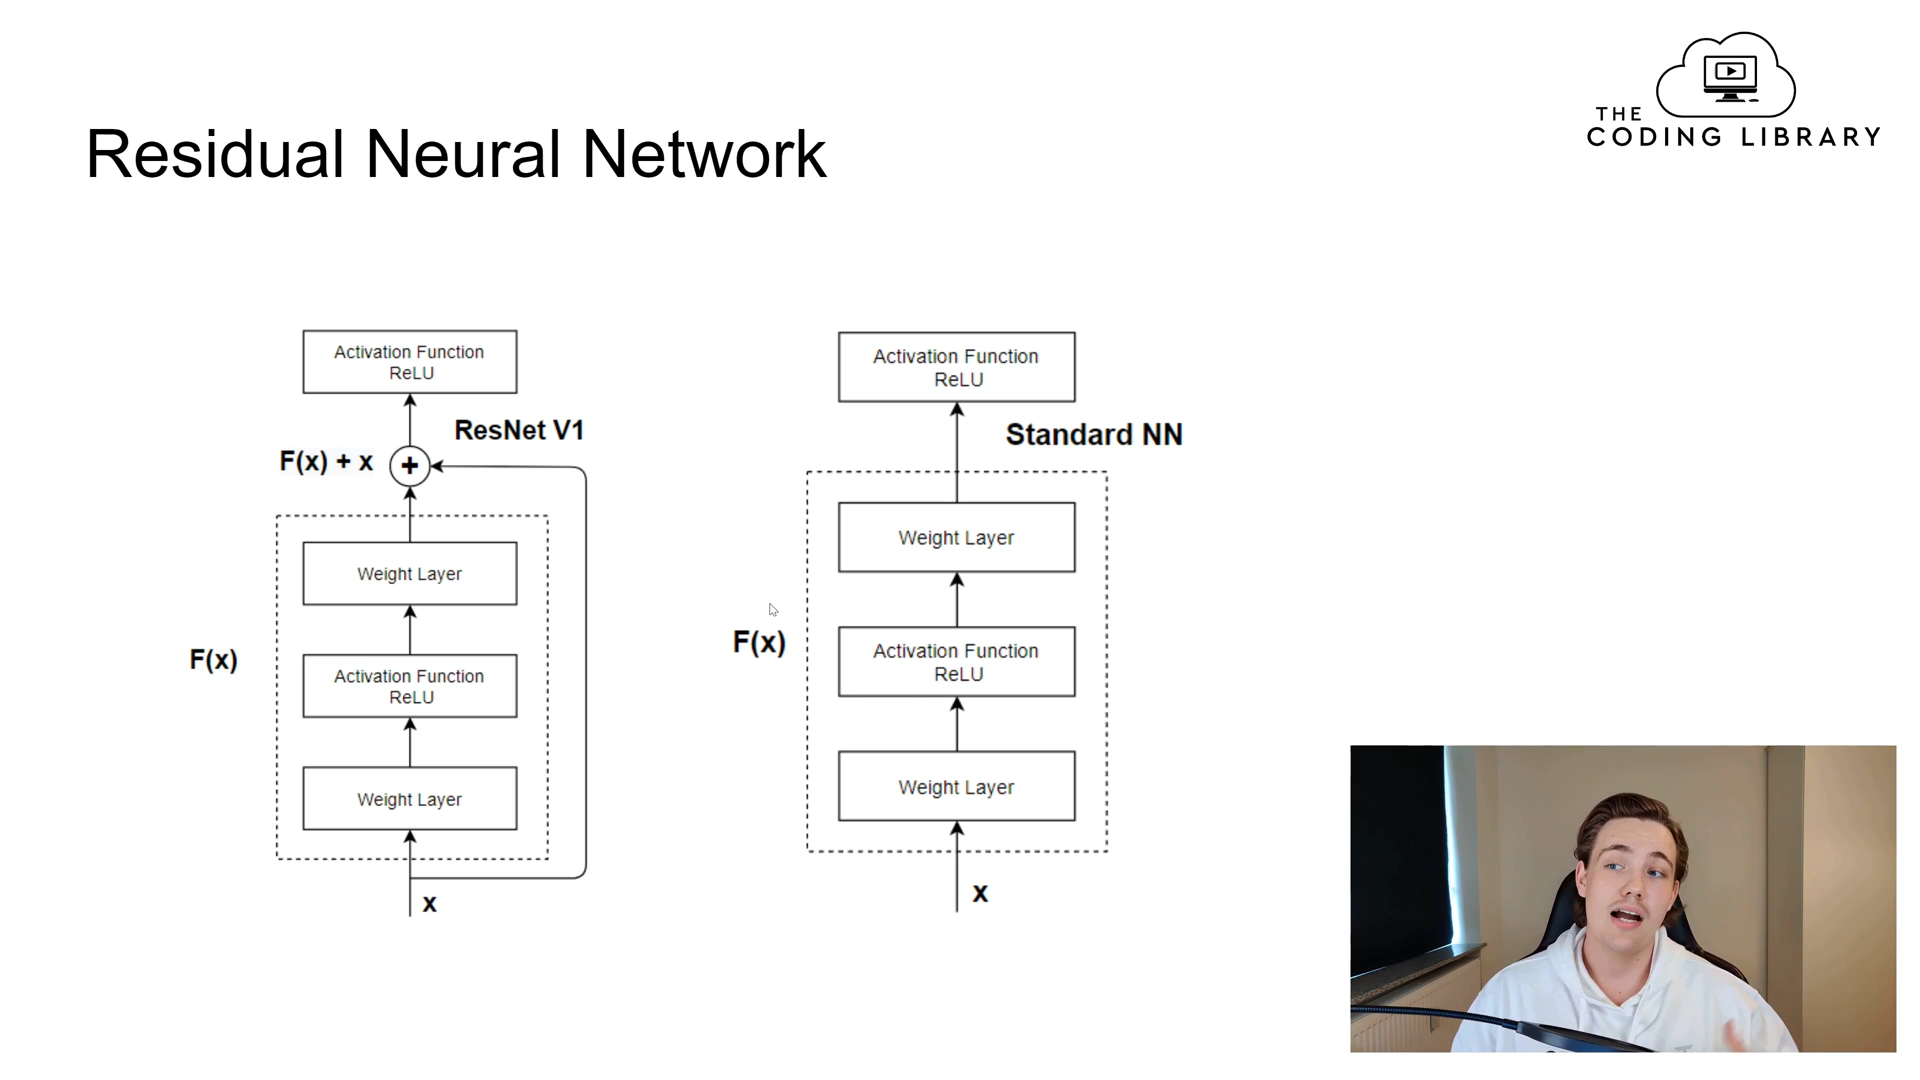 THE
CODING LIBRARY
Residual Neural Network
Activation Function
ReLU
ResNet V1
F(x) + x
+
Weight Layer
F(x)
Activation Function
ReLU
Weight Layer
x
Activation Function
ReLU
Standard NN
Weight Layer
F(x)
Activation Function
ReLU
Weight Layer
x